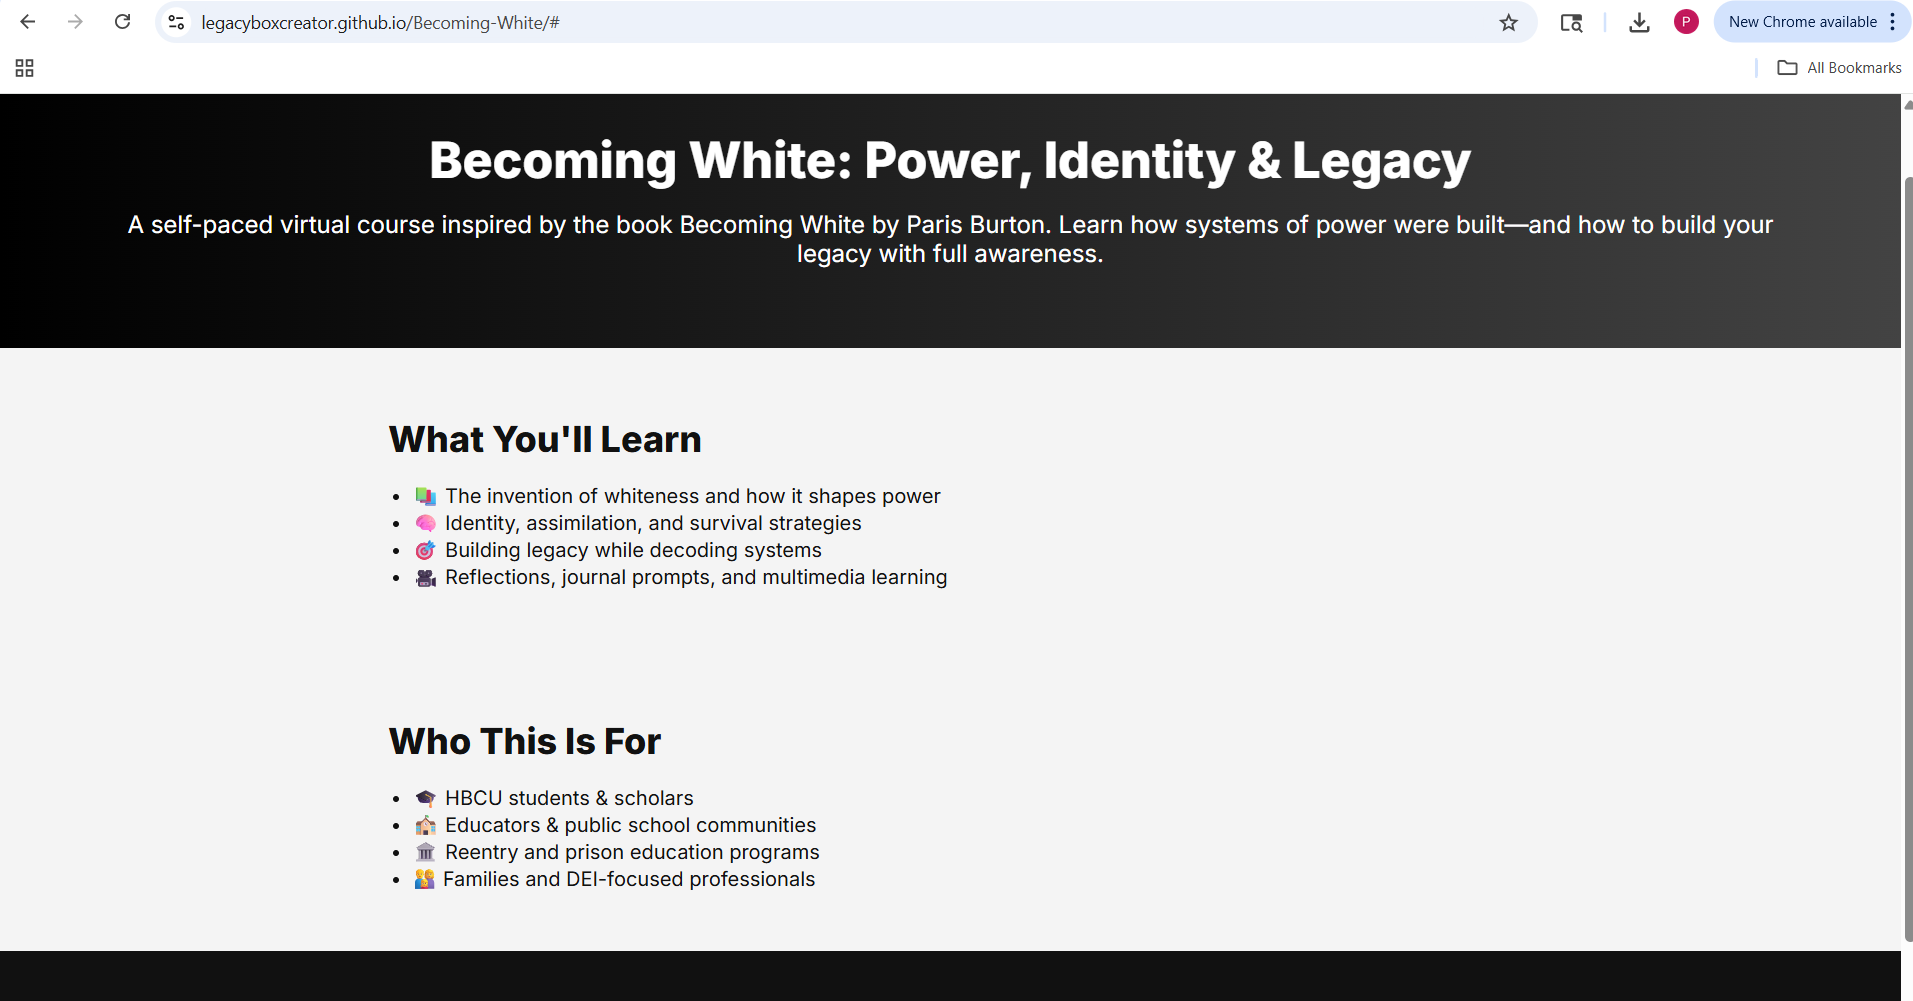 legacyboxcreator.github.io/Becoming-White/#
P
New Chrome available
All Bookmarks
Becoming White: Power, Identity & Legacy
A self-paced virtual course inspired by the book Becoming White by Paris Burton. Learn how systems of power were built—and how to build your
legacy with full awareness.
What You'll Learn
• 📚 The invention of whiteness and how it shapes power
• 🧠 Identity, assimilation, and survival strategies
• 🎯 Building legacy while decoding systems
• 🎥 Reflections, journal prompts, and multimedia learning
Who This Is For
• 🎓 HBCU students & scholars
• 🏫 Educators & public school communities
• 🏛 Reentry and prison education programs
• 👨‍👩‍👧 Families and DEI-focused professionals